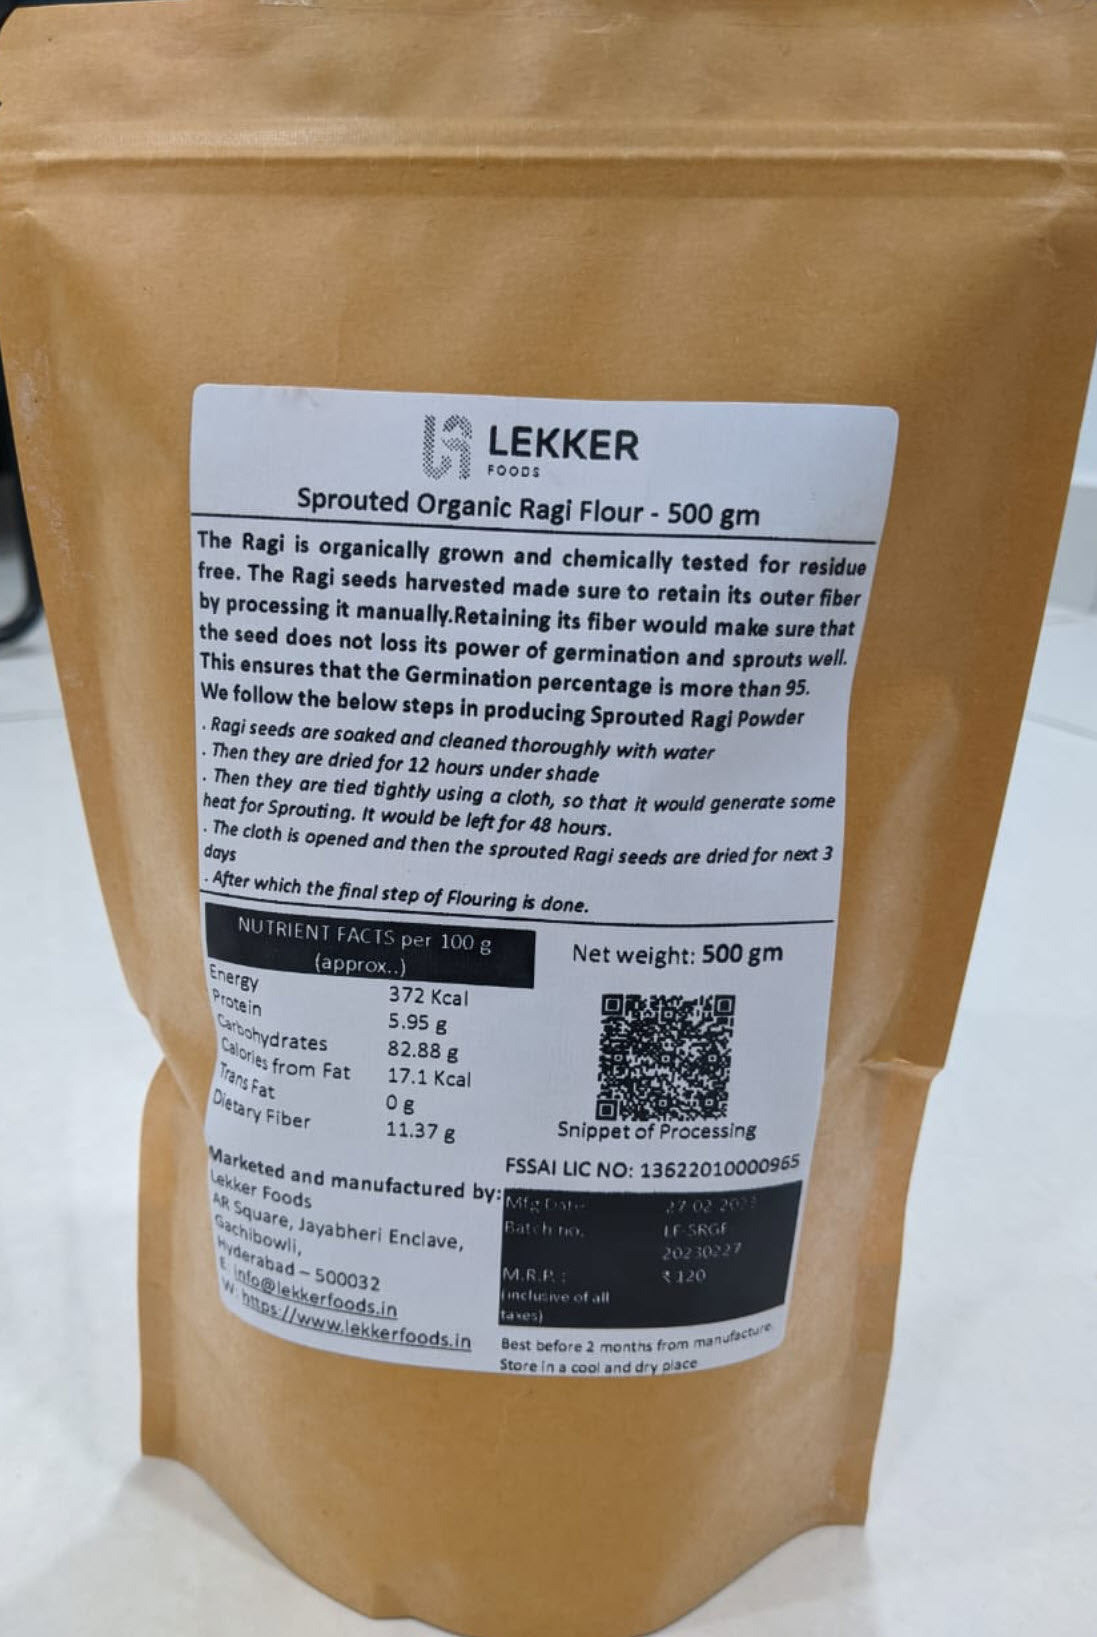 LEKKER
FOODS
Sprouted Organic Ragi Flour - 500 gm
The Ragi is organically grown and chemically tested for residue
free. The Ragi seeds harvested made sure to retain its outer fiber
by processing it manually.Retaining its fiber would make sure that
the seed does not loss its power of germination and sprouts well.
This ensures that the Germination percentage is more than 95.
We follow the below steps in producing Sprouted Ragi Powder
. Ragi seeds are soaked and cleaned thoroughly with water
. Then they are dried for 12 hours under shade
. Then they are tied tightly using a cloth, so that it would generate some
heat for Sprouting. It would be left for 48 hours.
. The cloth is opened and then the sprouted Ragi seeds are dried for next 3
days
. After which the final step of Flouring is done.
NUTRIENT FACTS per 100 g
(approx..)
Energy 372 Kcal
Protein 5.95 g
Carbohydrates 82.88 g
Calories from Fat 17.1 Kcal
Trans Fat 0 g
Dietary Fiber 11.37 g
Net weight: 500 gm
Snippet of Processing
Marketed and manufactured by:
Lekker Foods
AR Square, Jayabheri Enclave,
Gachibowli,
Hyderabad – 500032
E: info@lekkerfoods.in
W: https://www.lekkerfoods.in
FSSAI LIC NO: 13622010000965
Mfg Date 27 02 2023
Batch no. LF-SRGF
20230227
M.R.P. : ₹ 120
(inclusive of all
taxes)
Best before 2 months from manufacture.
Store in a cool and dry place